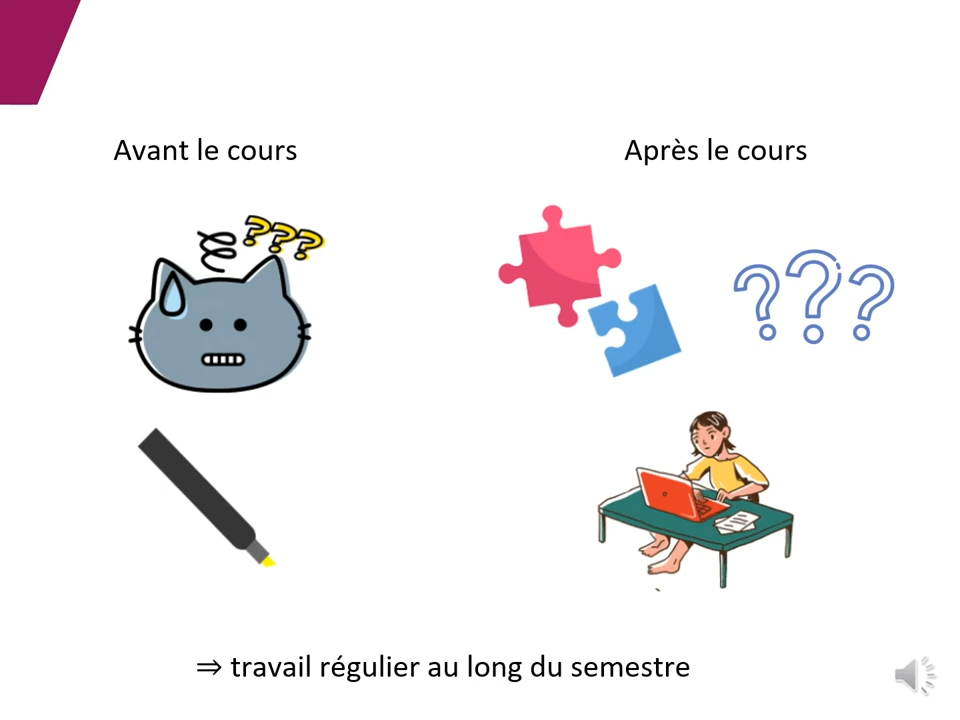 Avant le cours
Après le cours
???
???
⇒ travail régulier au long du semestre